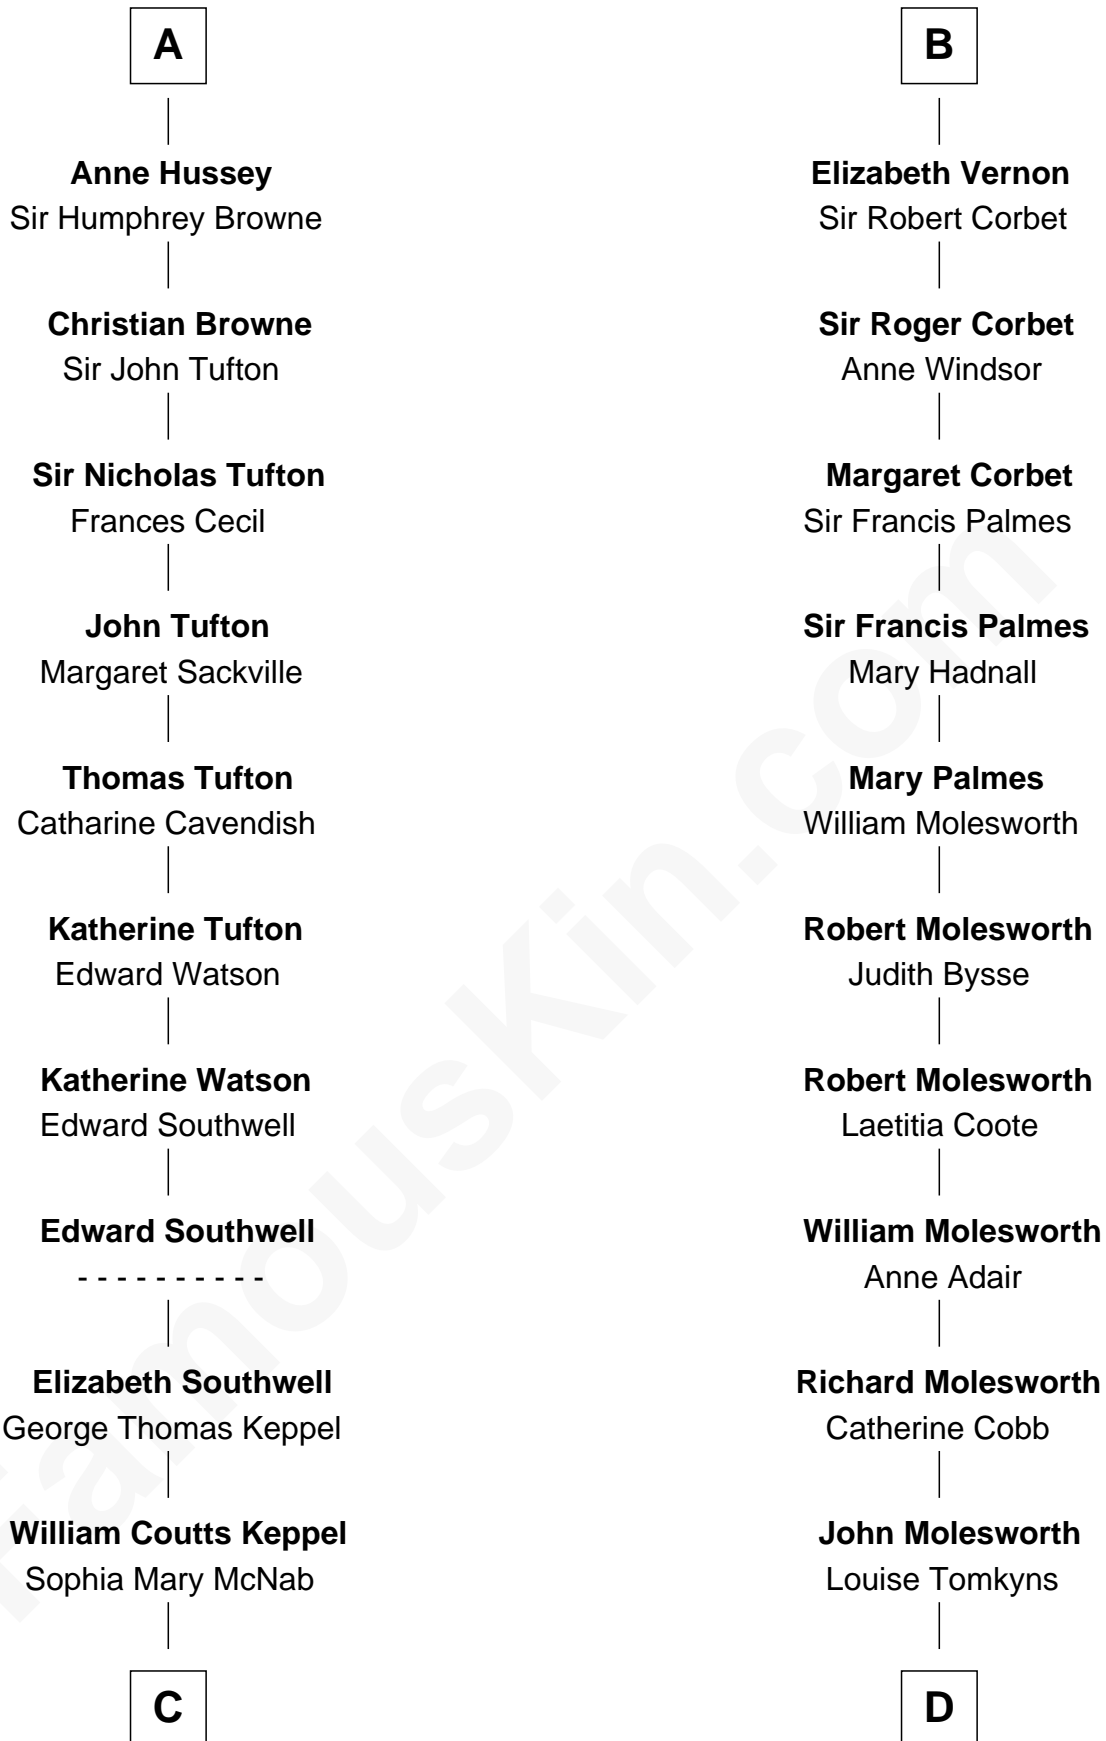 A
Anne Hussey
Sir Humphrey Browne
Christian Browne
Sir John Tufton
Sir Nicholas Tufton
Frances Cecil
John Tufton
Margaret Sackville
Thomas Tufton
Catharine Cavendish
Katherine Tufton
Edward Watson
Katherine Watson
Edward Southwell
Edward Southwell
- - - - - - - - - -
Elizabeth Southwell
George Thomas Keppel
William Coutts Keppel
Sophia Mary McNab
C
B
Elizabeth Vernon
Sir Robert Corbet
Sir Roger Corbet
Anne Windsor
Margaret Corbet
Sir Francis Palmes
Sir Francis Palmes
Mary Hadnall
Mary Palmes
William Molesworth
Robert Molesworth
Judith Bysse
Robert Molesworth
Laetitia Coote
William Molesworth
Anne Adair
Richard Molesworth
Catherine Cobb
John Molesworth
Louise Tomkyns
D
FamousKin.com